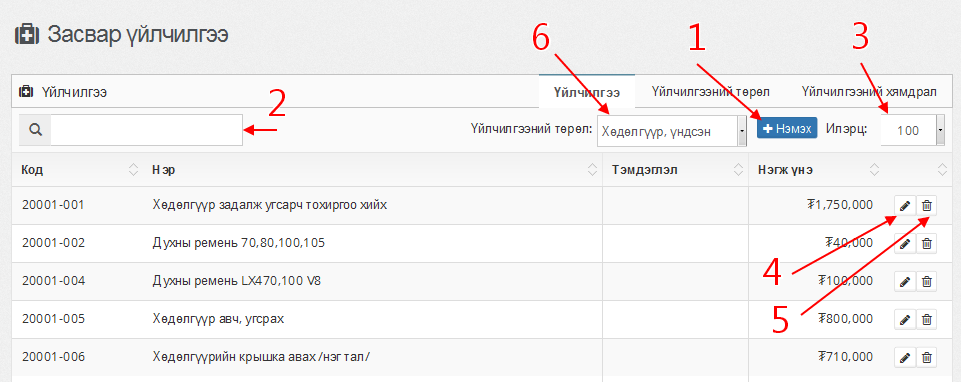 Засвар үйлчилгээ
6 1 3
Үйлчилгээ Үйлчилгээ Үйлчилгээний төрөл Үйлчилгээний хямдрал
2 Үйлчилгээний төрөл: Хөдөлгүүр, үндсэн Нэмэх Илэрц: 100
Код Нэр Тэмдэглэл Нэгж үнэ
20001-001 Хөдөлгүүр задалж угсарч тохиргоо хийх ₮1,750,000
20001-002 Духны ремень 70,80,100,105 ₮40,000
4
20001-004 Духны ремень LX470,100 V8 ₮100,000
5
20001-005 Хөдөлгүүр авч, угсрах ₮800,000
20001-006 Хөдөлгүүрийн крышка авах /нэг тал/ ₮710,000